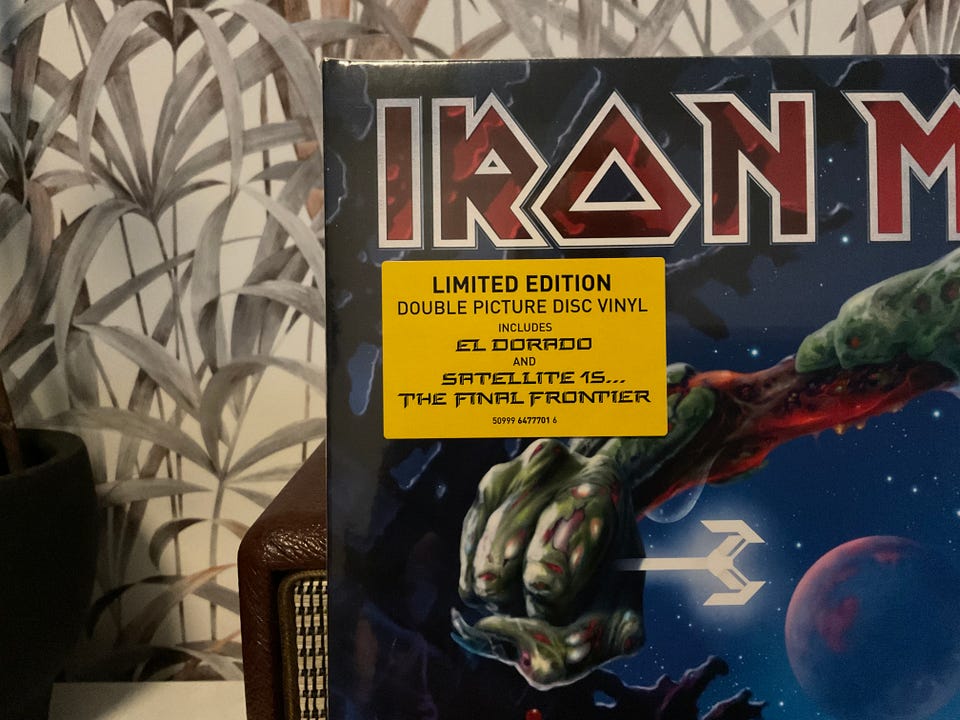 IRON M
LIMITED EDITION
DOUBLE PICTURE DISC VINYL
INCLUDES
EL DORADO
AND
SATELLITE 15...
THE FINAL FRONTIER
50999 6477701 6